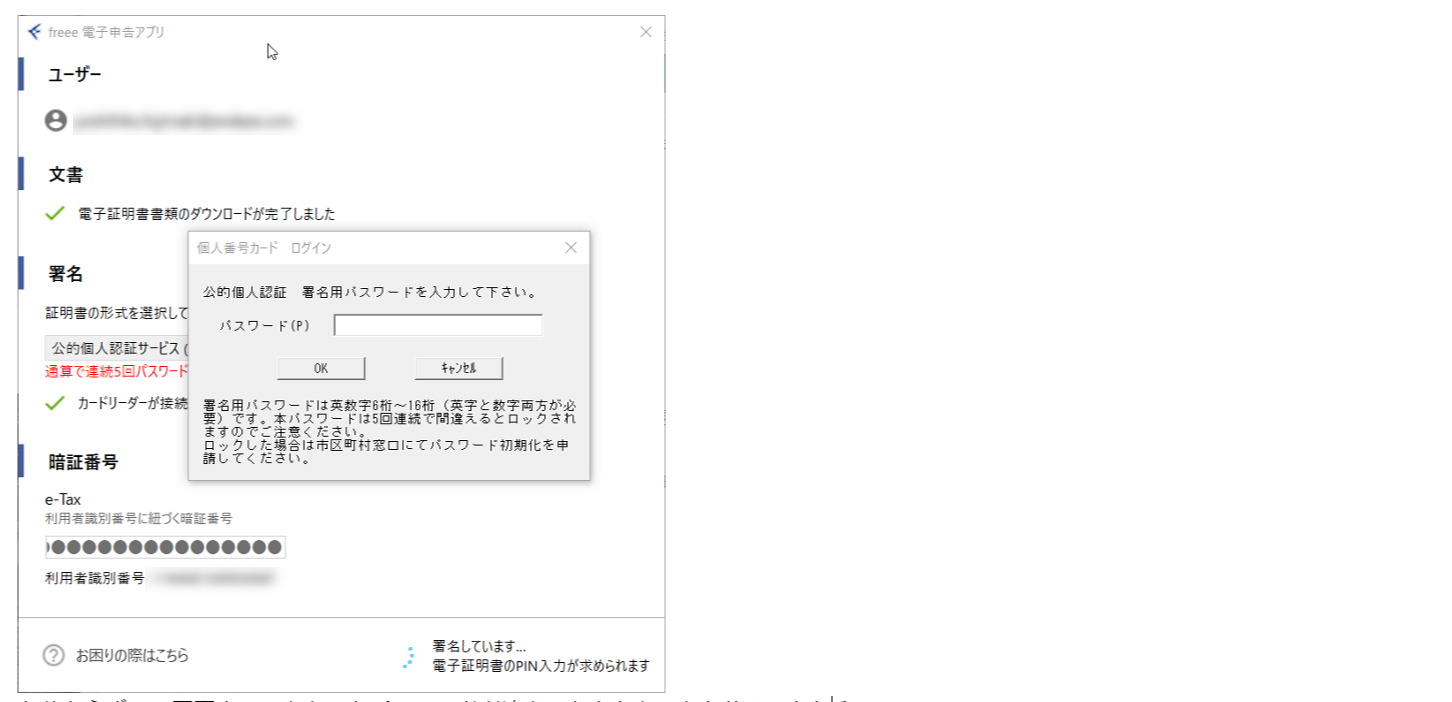 freee 電子申告アプリ
ユーザー
文書
電子証明書書類のダウンロードが完了しました
個人番号カード ログイン
署名
公的個人認証 署名用パスワードを入力して下さい。
証明書の形式を選択して
パスワード(P)
公的個人認証サービス (
OK
キャンセル
通算で連続5回パスワード
カードリーダーが接続
署名用パスワードは英数字6桁～16桁（英字と数字両方が必
要）です。本パスワードは5回連続で間違えるとロックされ
ますのでご注意ください。
ロックした場合は市区町村窓口にてパスワード初期化を申
請してください。
暗証番号
e-Tax
利用者識別番号に紐づく暗証番号
利用者識別番号
お困りの際はこちら
署名しています...
電子証明書のPIN入力が求められます